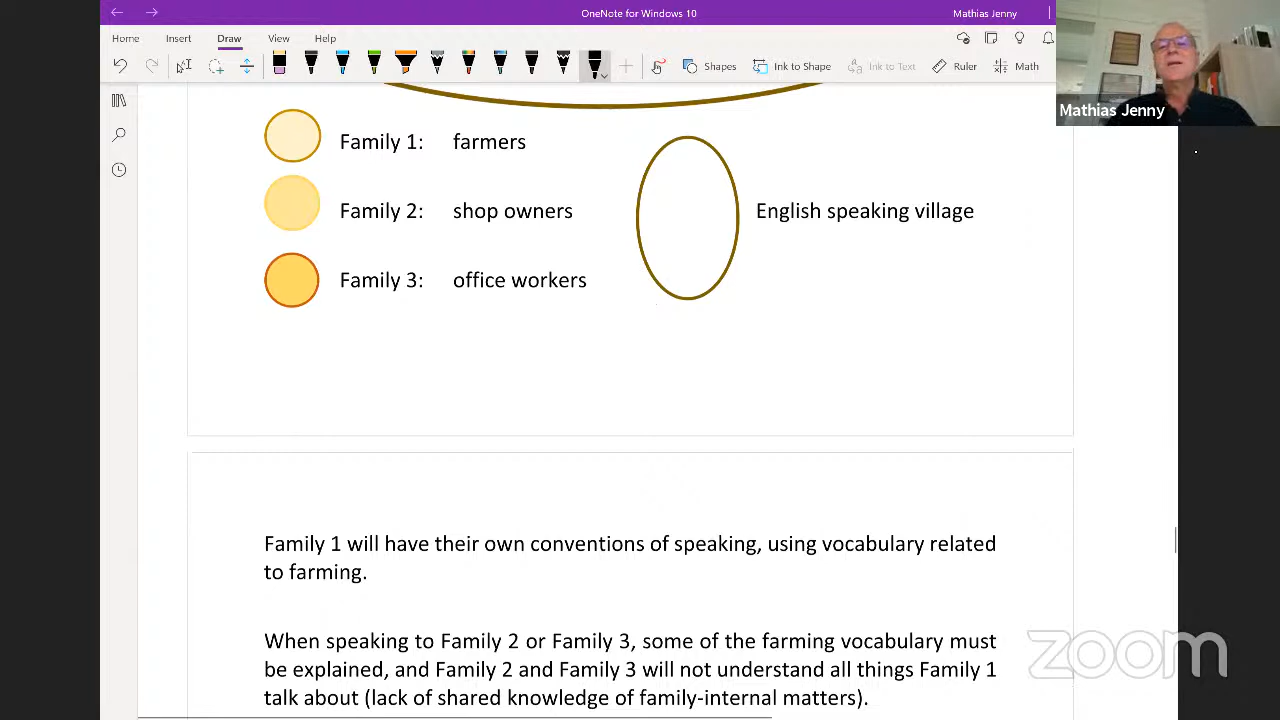 OneNote for Windows 10
Mathias Jenny
Home Insert Draw View Help
Shapes Ink to Shape Ink to Text Ruler Math
Mathias Jenny
Family 1: farmers
Family 2: shop owners
English speaking village
Family 3: office workers
Family 1 will have their own conventions of speaking, using vocabulary related
to farming.
When speaking to Family 2 or Family 3, some of the farming vocabulary must
be explained, and Family 2 and Family 3 will not understand all things Family 1
talk about (lack of shared knowledge of family-internal matters).
zoom